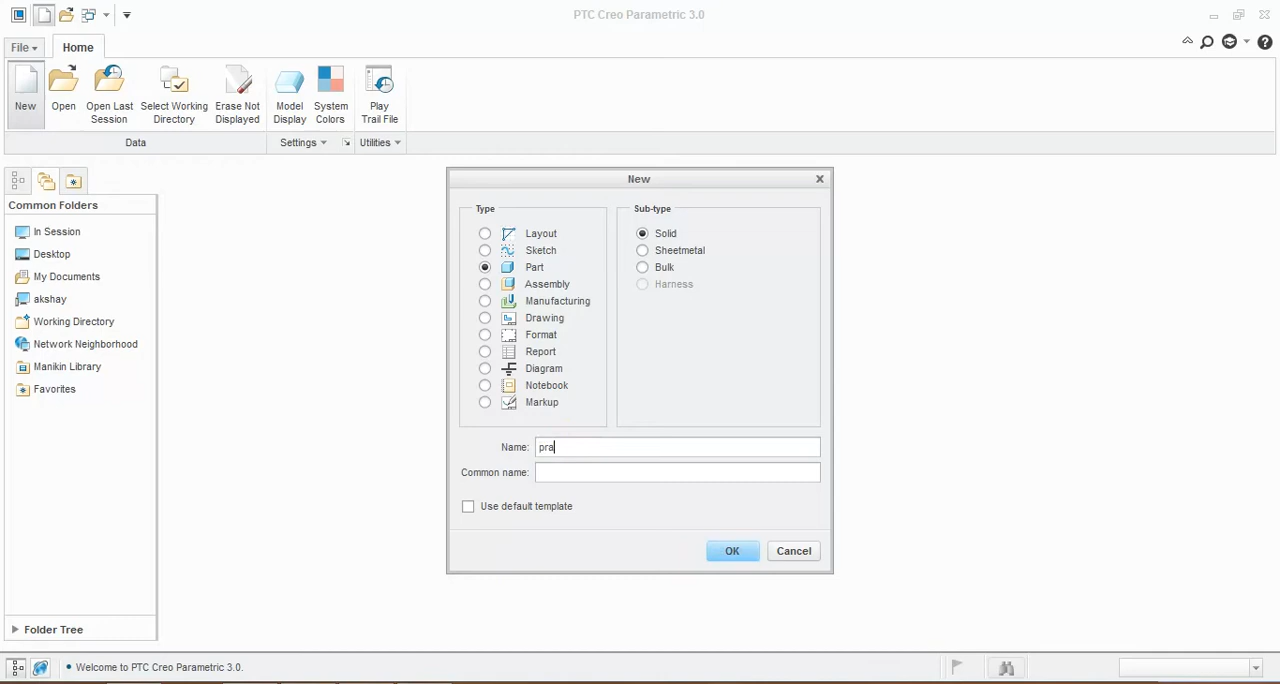 PTC Creo Parametric 3.0
File
Home
New
Open
Open Last Session
Select Working Directory
Erase Not Displayed
Model Display
System Colors
Play Trail File
Data
Settings
Utilities
Common Folders
In Session
Desktop
My Documents
akshay
Working Directory
Network Neighborhood
Manikin Library
Favorites
Folder Tree
New
Type
Layout
Sketch
Part
Assembly
Manufacturing
Drawing
Format
Report
Diagram
Notebook
Markup
Sub-type
Solid
Sheetmetal
Bulk
Harness
Name: pra
Common name:
Use default template
OK
Cancel
• Welcome to PTC Creo Parametric 3.0.